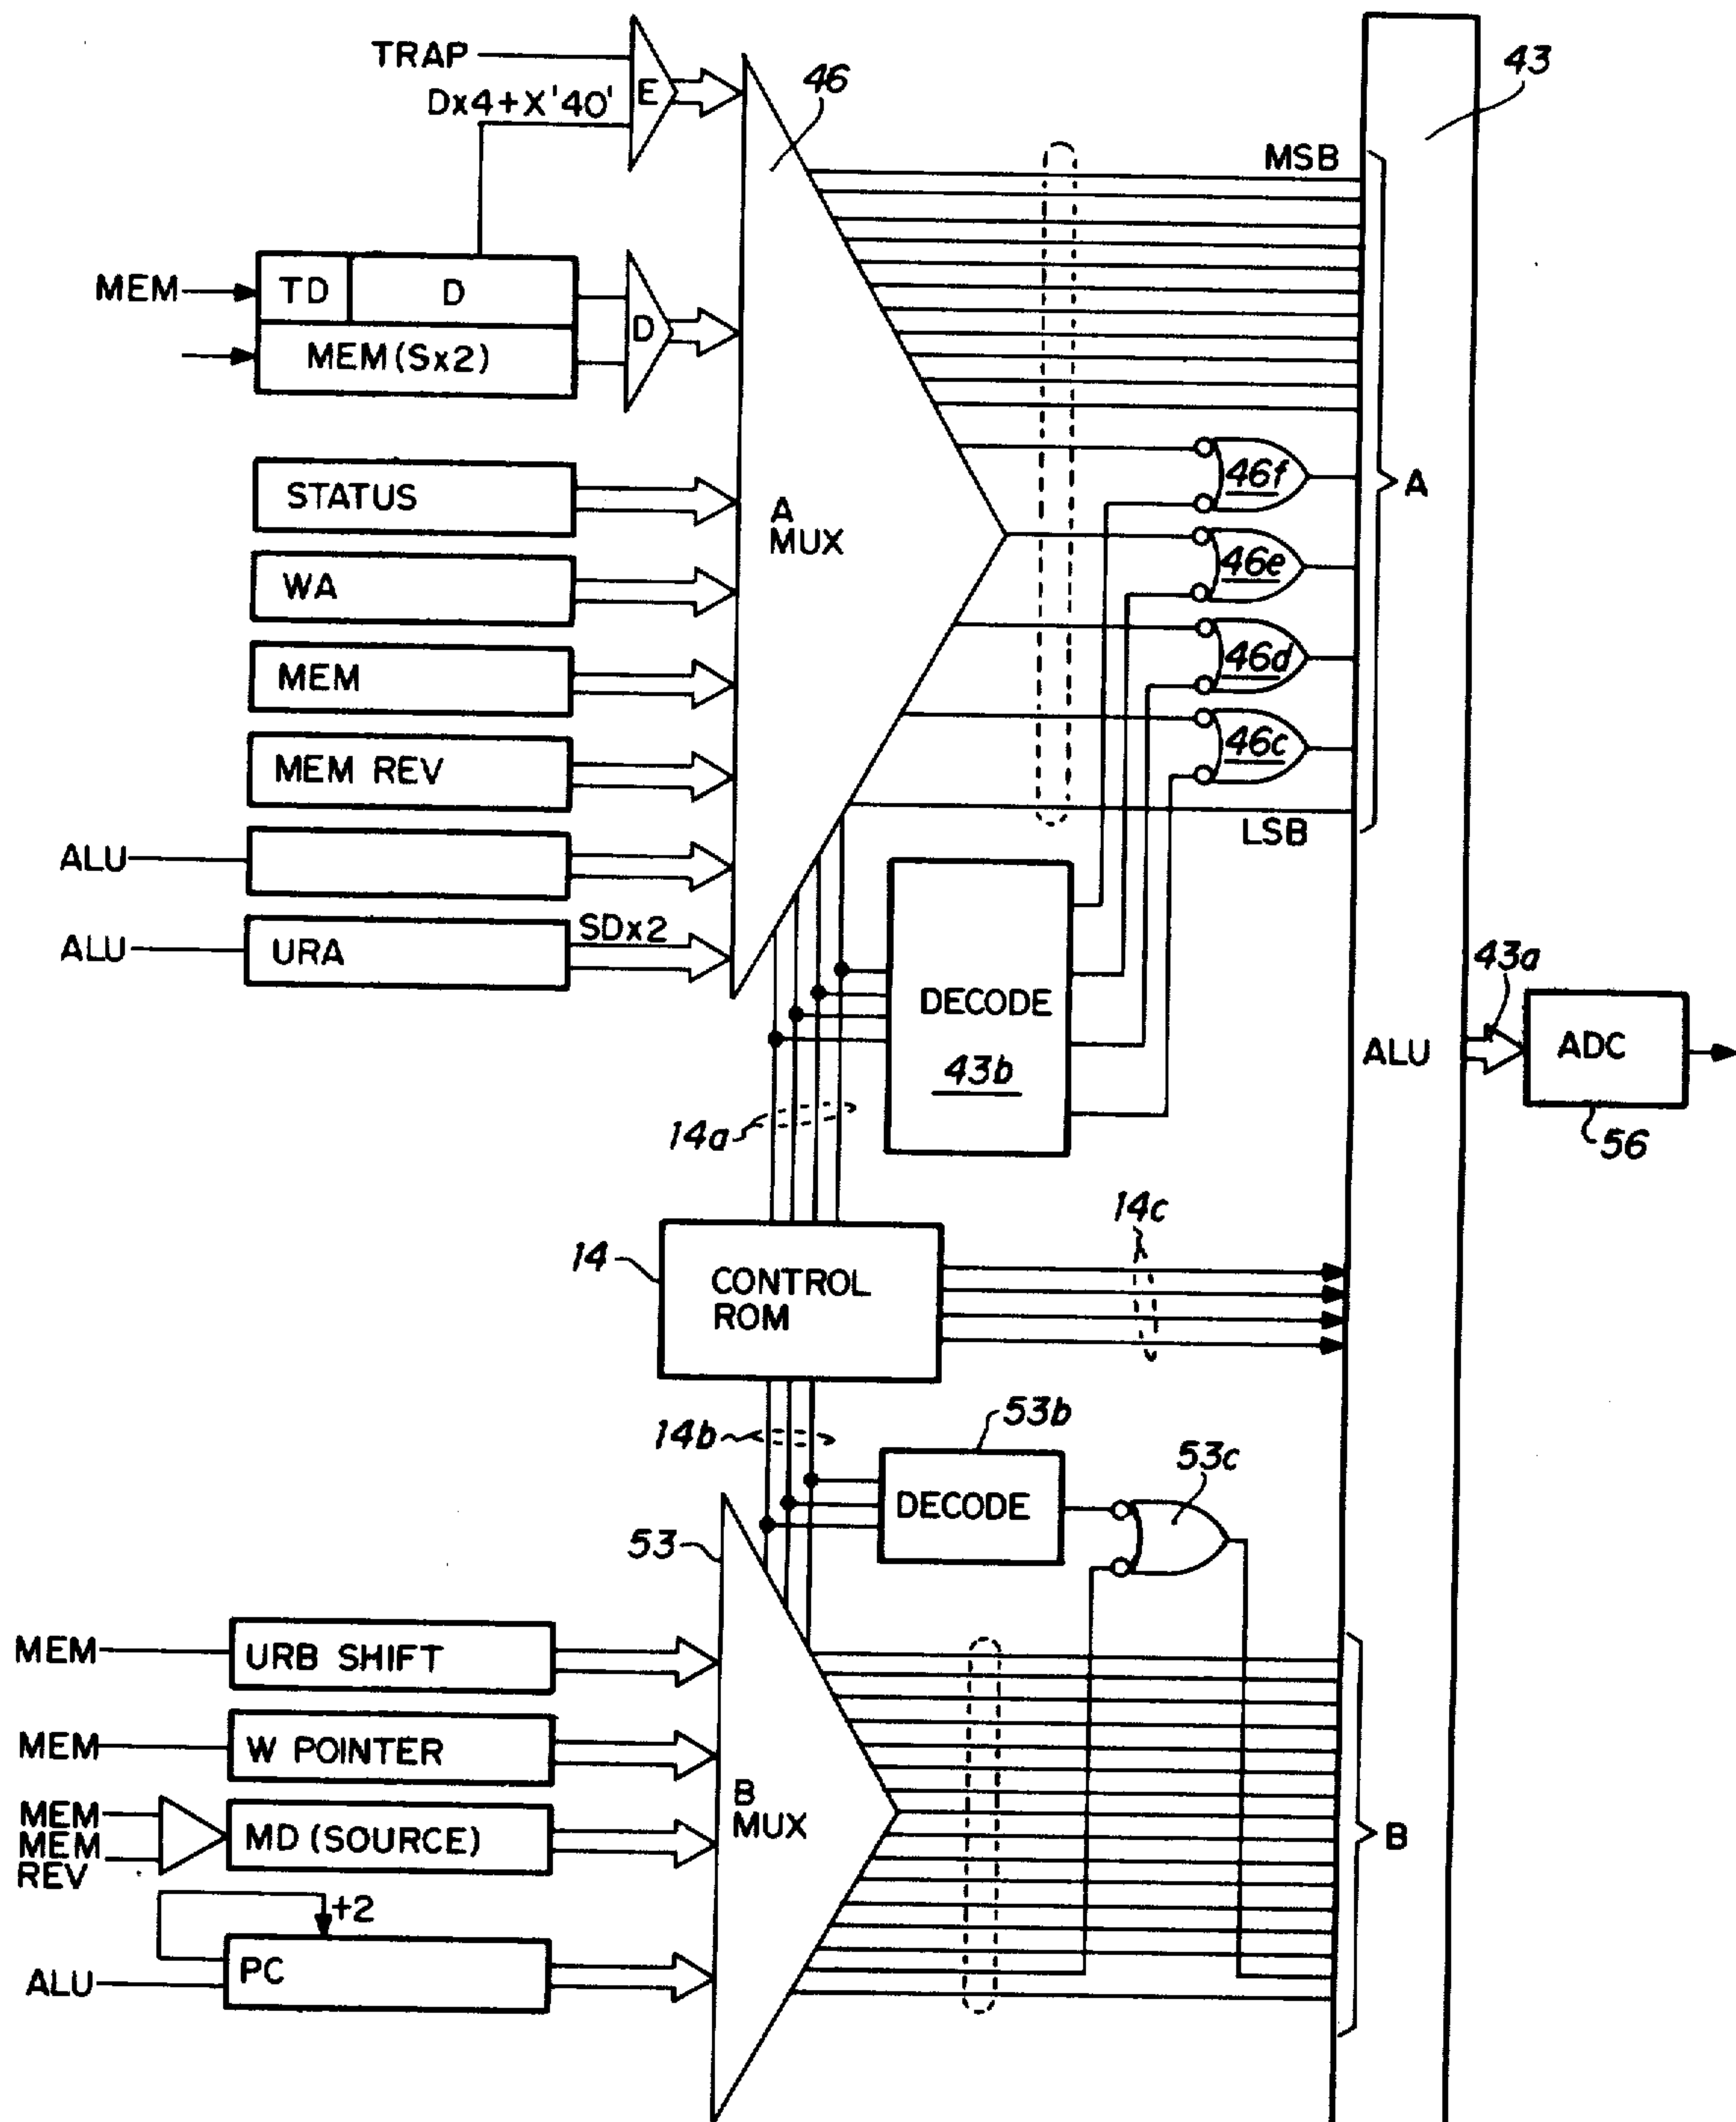 TRAP
Dx4+X'40'
E
46
43
MSB
MEM
TD
D
D
MEM(Sx2)
STATUS
A
MUX
46f
A
WA
46e
MEM
46d
MEM REV
46c
LSB
ALU
ALU
URA
SDx2
DECODE
43b
43a
ALU
ADC
56
14a
14
CONTROL
ROM
14c
14b
53b
DECODE
53c
53
MEM
URB SHIFT
MEM
W POINTER
B
MUX
MEM
MEM
REV
MD (SOURCE)
B
+2
ALU
PC